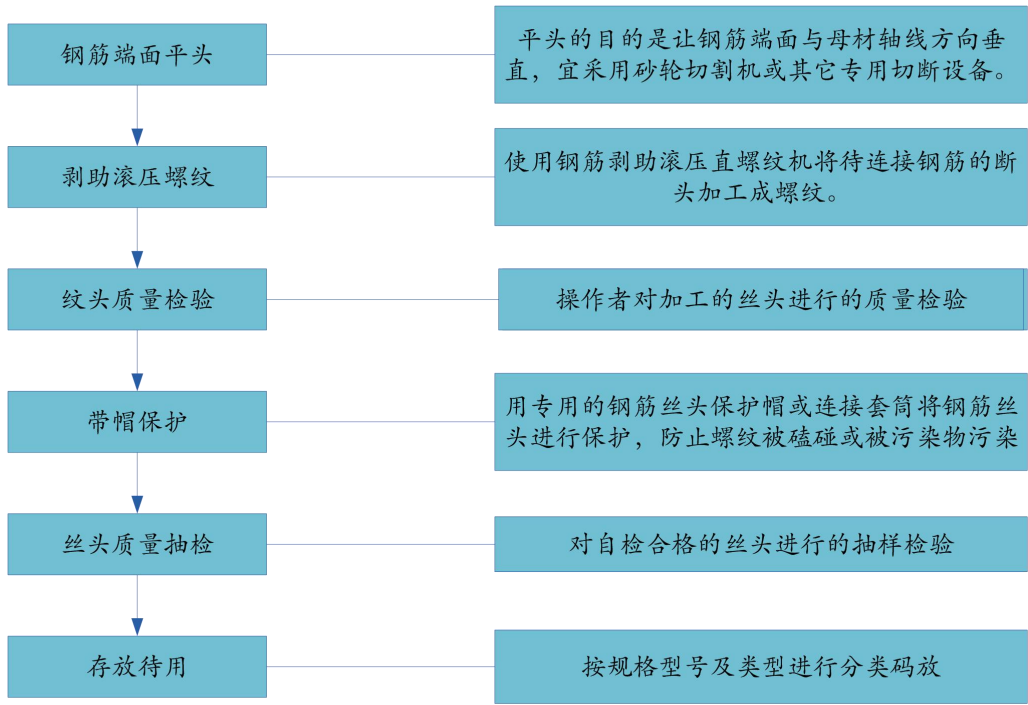 钢筋端面平头
平头的目的是让钢筋端面与母材轴线方向垂
直，宜采用砂轮切割机或其它专用切断设备。
剥助滚压螺纹
使用钢筋剥助滚压直螺纹机将待连接钢筋的断
头加工成螺纹。
纹头质量检验
操作者对加工的丝头进行的质量检验
带帽保护
用专用的钢筋丝头保护帽或连接套筒将钢筋丝
头进行保护，防止螺纹被磕碰或被污染物污染
丝头质量抽检
对自检合格的丝头进行的抽样检验
存放待用
按规格型号及类型进行分类码放